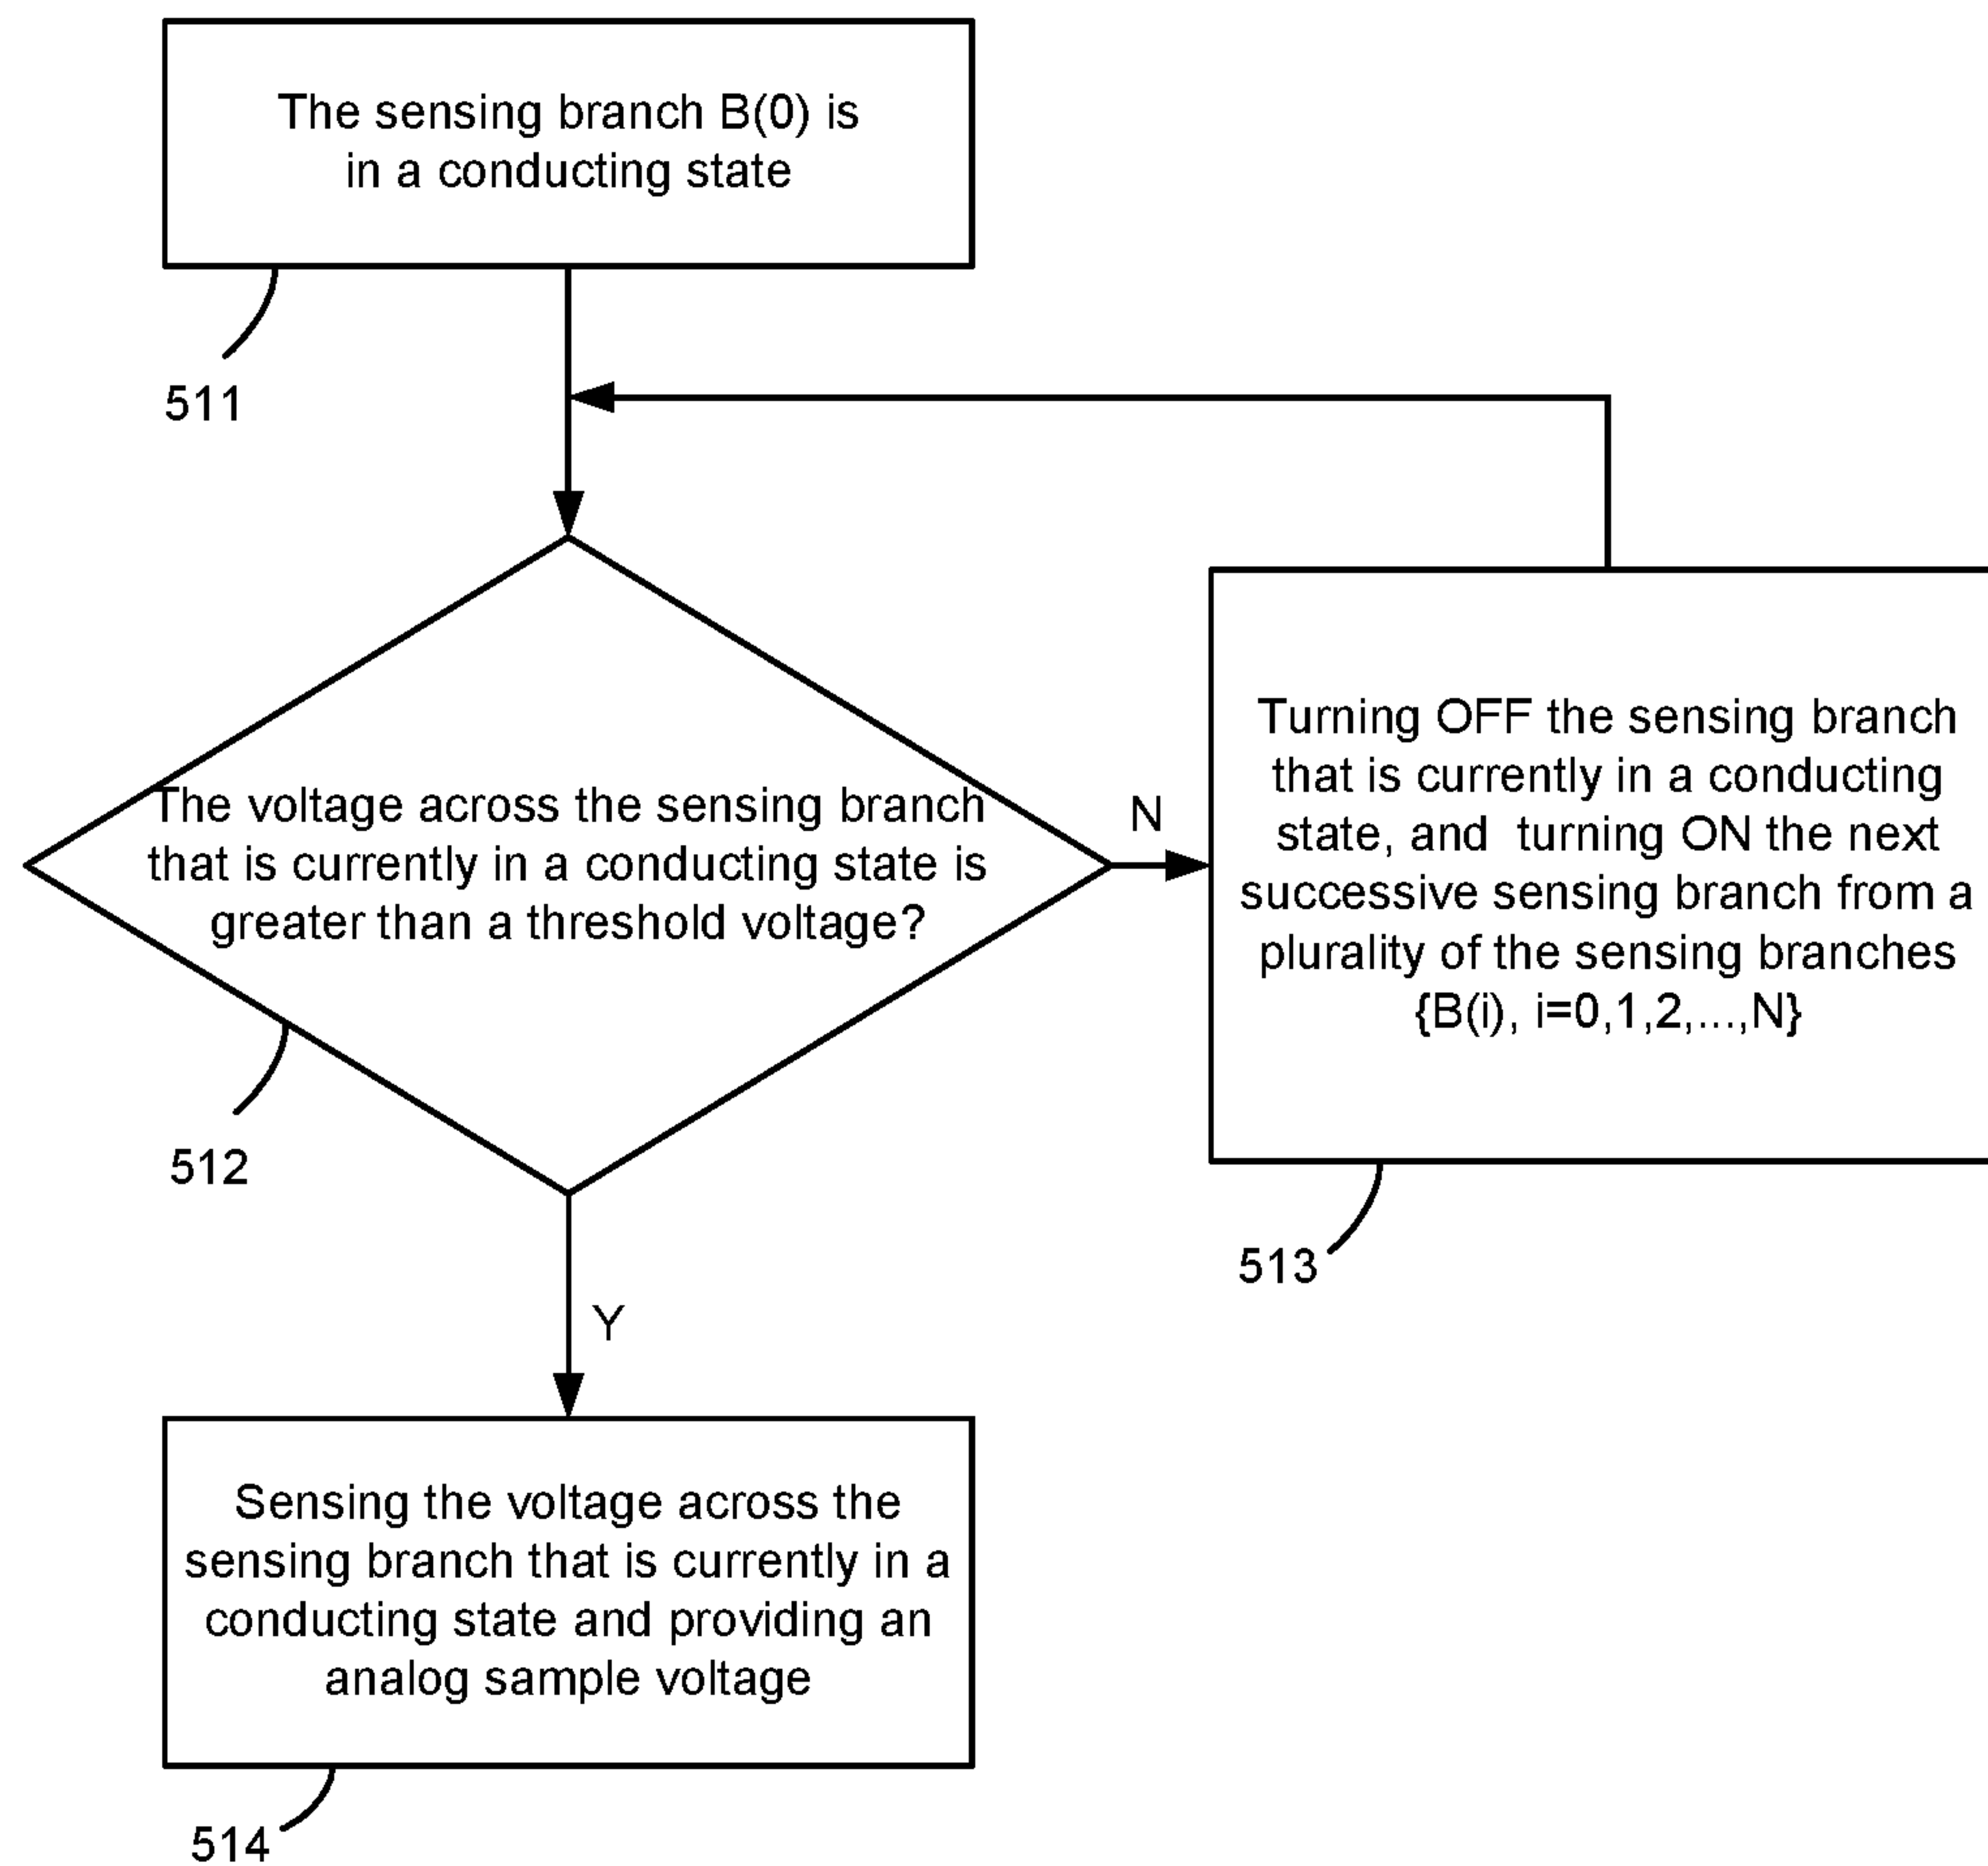 The sensing branch B(0) is
in a conducting state
511
The voltage across the sensing branch
that is currently in a conducting state is
greater than a threshold voltage?
N
512
Turning OFF the sensing branch
that is currently in a conducting
state, and  turning ON the next
successive sensing branch from a
plurality of the sensing branches
{B(i), i=0,1,2,...,N}
513
Y
Sensing the voltage across the
sensing branch that is currently in a
conducting state and providing an
analog sample voltage
514